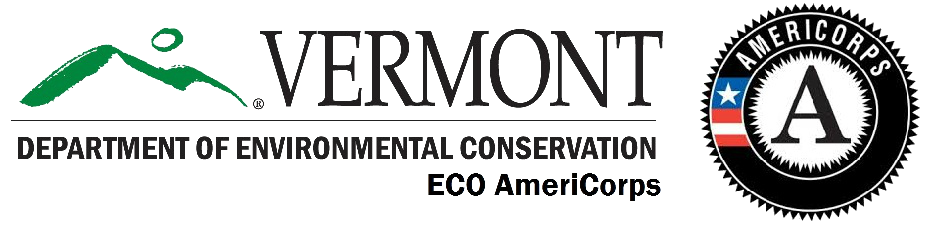 VERMONT
®
DEPARTMENT OF ENVIRONMENTAL CONSERVATION
ECO AmeriCorps
AMERICORPS
A